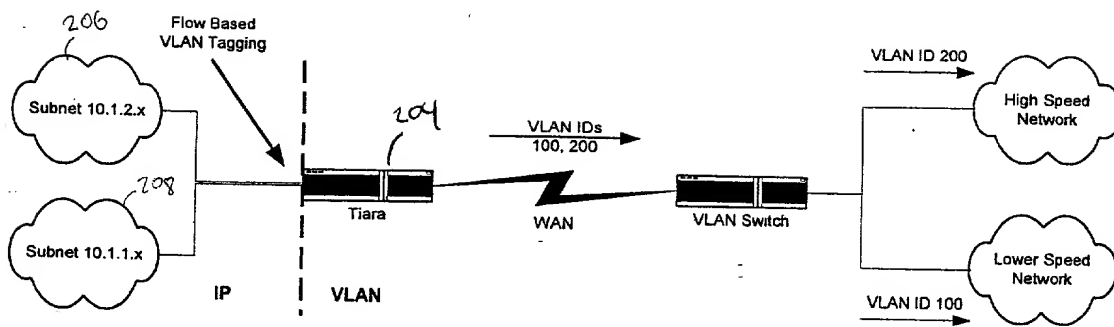 206
Flow Based
VLAN Tagging
Subnet 10.1.2.x
204
VLAN IDs
100, 200
VLAN ID 200
High Speed
Network
208
Tiara
WAN
VLAN Switch
Subnet 10.1.1.x
Lower Speed
Network
IP
VLAN
VLAN ID 100